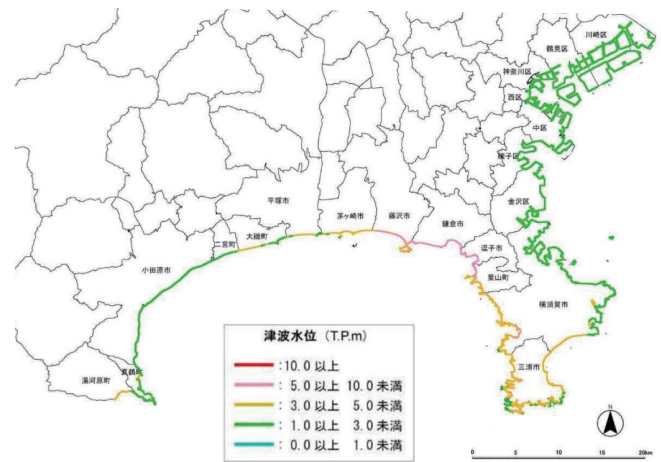 川崎区
鶴見区
神奈川区
西区
中区
磯子区
金沢区
平塚市
茅ヶ崎市
藤沢市
鎌倉市
大磯町
二宮町
逗子市
小田原市
葉山町
横須賀市
三浦市
真鶴町
湯河原町
津波水位 (T.P.m)
:10.0以上
:5.0以上 10.0未満
:3.0以上 5.0未満
:1.0以上 3.0未満
:0.0以上 1.0未満
N
0 5 10 20km